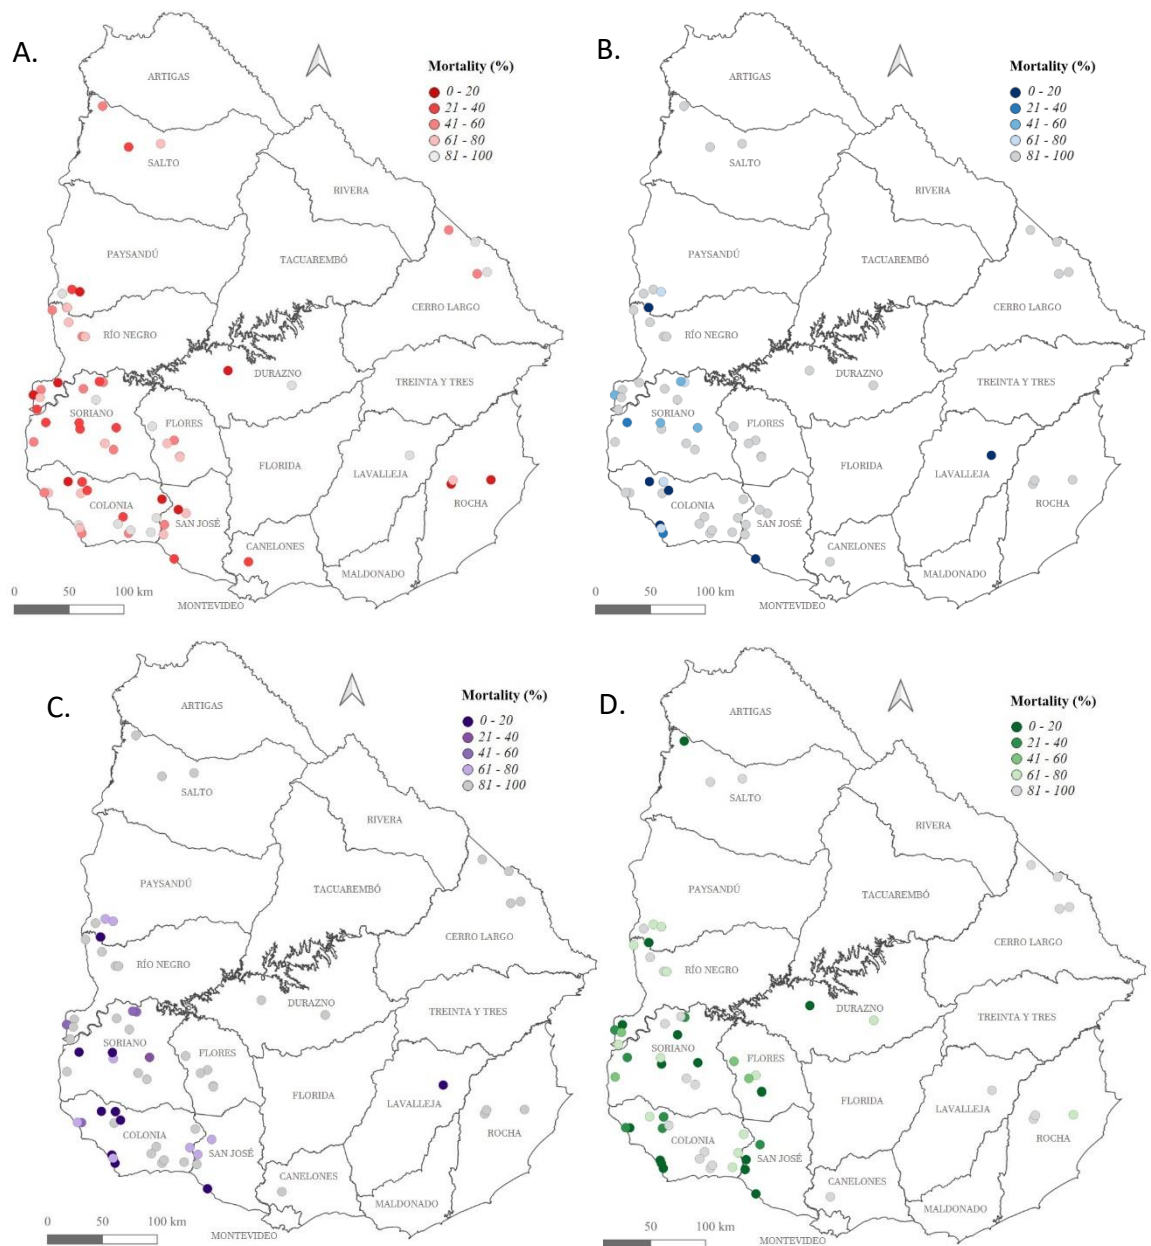 A.
Mortality (%)
0 - 20
21 - 40
41 - 60
61 - 80
81 - 100
ARTIGAS
SALTO
RIVERA
PAYSANDÚ
TACUAREMBÓ
CERRO LARGO
RÍO NEGRO
DURAZNO
TREINTA Y TRES
SORIANO
FLORES
FLORIDA
LAVALLEJA
ROCHA
COLONIA
SAN JOSÉ
CANELONES
MALDONADO
MONTEVIDEO
0 50 100 km
B.
Mortality (%)
0 - 20
21 - 40
41 - 60
61 - 80
81 - 100
ARTIGAS
SALTO
RIVERA
PAYSANDÚ
TACUAREMBÓ
CERRO LARGO
RÍO NEGRO
DURAZNO
TREINTA Y TRES
SORIANO
FLORES
FLORIDA
LAVALLEJA
ROCHA
COLONIA
SAN JOSÉ
CANELONES
MALDONADO
MONTEVIDEO
0 50 100 km
C.
Mortality (%)
0 - 20
21 - 40
41 - 60
61 - 80
81 - 100
ARTIGAS
SALTO
RIVERA
PAYSANDÚ
TACUAREMBÓ
CERRO LARGO
RÍO NEGRO
DURAZNO
TREINTA Y TRES
SORIANO
FLORES
FLORIDA
LAVALLEJA
ROCHA
COLONIA
SAN JOSÉ
CANELONES
MALDONADO
MONTEVIDEO
0 50 100 km
D.
Mortality (%)
0 - 20
21 - 40
41 - 60
61 - 80
81 - 100
ARTIGAS
SALTO
RIVERA
PAYSANDÚ
TACUAREMBÓ
CERRO LARGO
RÍO NEGRO
DURAZNO
TREINTA Y TRES
SORIANO
FLORES
FLORIDA
LAVALLEJA
ROCHA
COLONIA
SAN JOSÉ
CANELONES
MALDONADO
MONTEVIDEO
50 100 km